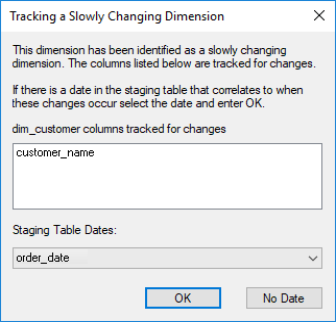 Tracking a Slowly Changing Dimension
This dimension has been identified as a slowly changing
dimension. The columns listed below are tracked for changes.
If there is a date in the staging table that correlates to when
these changes occur select the date and enter OK.
dim_customer columns tracked for changes
customer_name
Staging Table Dates:
order_date
OK
No Date